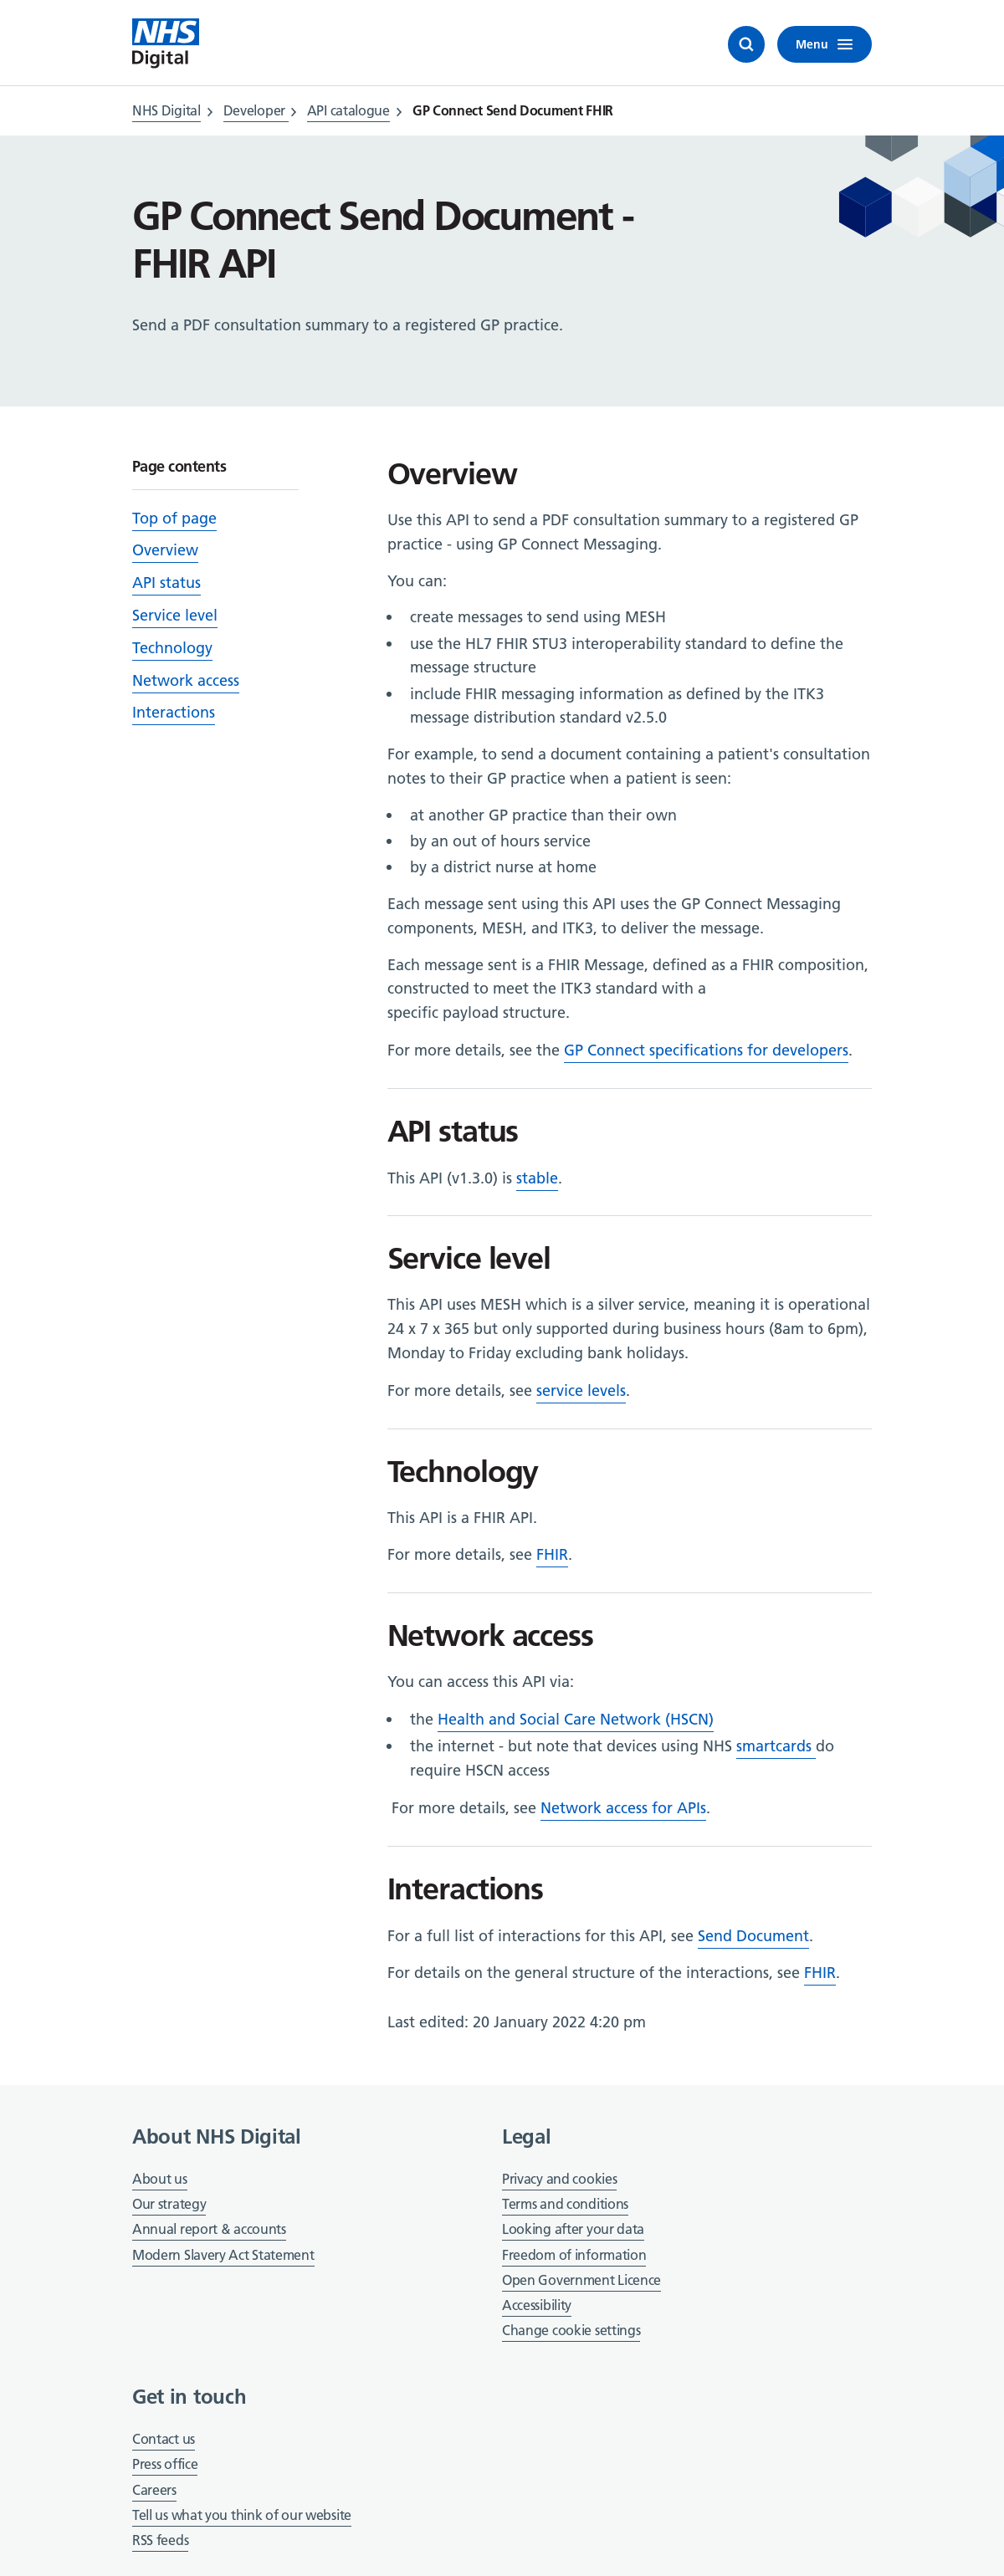 NHS
Digital
Menu
NHS Digital > Developer > API catalogue > GP Connect Send Document FHIR
GP Connect Send Document -
FHIR API
Send a PDF consultation summary to a registered GP practice.
Page contents
Top of page
Overview
API status
Service level
Technology
Network access
Interactions
Overview
Use this API to send a PDF consultation summary to a registered GP
practice - using GP Connect Messaging.
You can:
• create messages to send using MESH
• use the HL7 FHIR STU3 interoperability standard to define the
message structure
• include FHIR messaging information as defined by the ITK3
message distribution standard v2.5.0
For example, to send a document containing a patient's consultation
notes to their GP practice when a patient is seen:
• at another GP practice than their own
• by an out of hours service
• by a district nurse at home
Each message sent using this API uses the GP Connect Messaging
components, MESH, and ITK3, to deliver the message.
Each message sent is a FHIR Message, defined as a FHIR composition,
constructed to meet the ITK3 standard with a
specific payload structure.
For more details, see the GP Connect specifications for developers.
API status
This API (v1.3.0) is stable.
Service level
This API uses MESH which is a silver service, meaning it is operational
24 x 7 x 365 but only supported during business hours (8am to 6pm),
Monday to Friday excluding bank holidays.
For more details, see service levels.
Technology
This API is a FHIR API.
For more details, see FHIR.
Network access
You can access this API via:
• the Health and Social Care Network (HSCN)
• the internet - but note that devices using NHS smartcards do
require HSCN access
For more details, see Network access for APIs.
Interactions
For a full list of interactions for this API, see Send Document.
For details on the general structure of the interactions, see FHIR.
Last edited: 20 January 2022 4:20 pm
About NHS Digital
About us
Our strategy
Annual report & accounts
Modern Slavery Act Statement
Legal
Privacy and cookies
Terms and conditions
Looking after your data
Freedom of information
Open Government Licence
Accessibility
Change cookie settings
Get in touch
Contact us
Press office
Careers
Tell us what you think of our website
RSS feeds